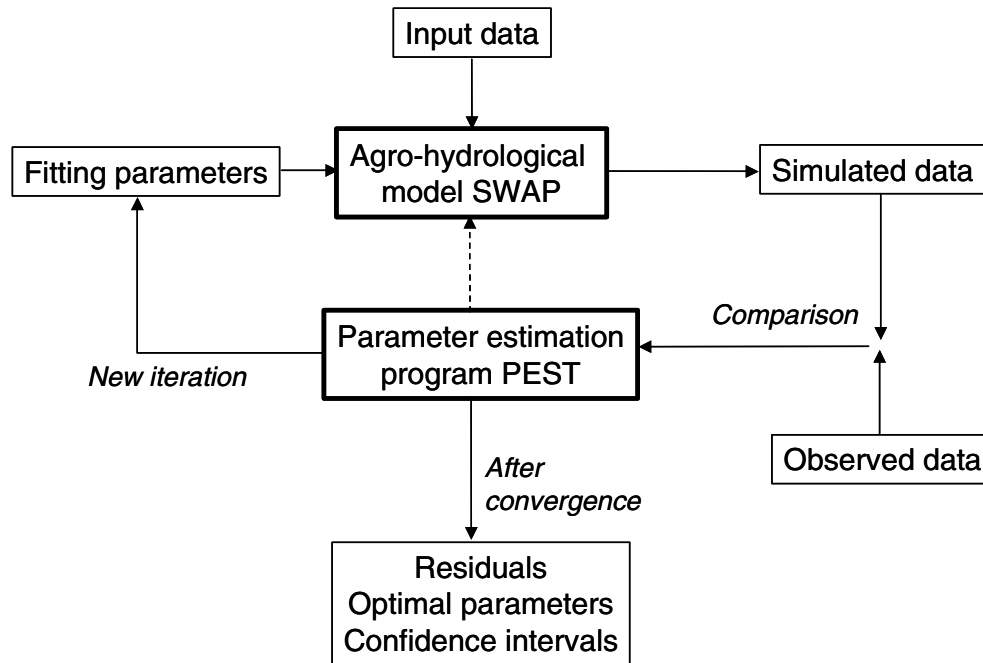 Input data
Fitting parameters
Agro-hydrological
model SWAP
Simulated data
Comparison
Parameter estimation
program PEST
New iteration
Observed data
After
convergence
Residuals
Optimal parameters
Confidence intervals